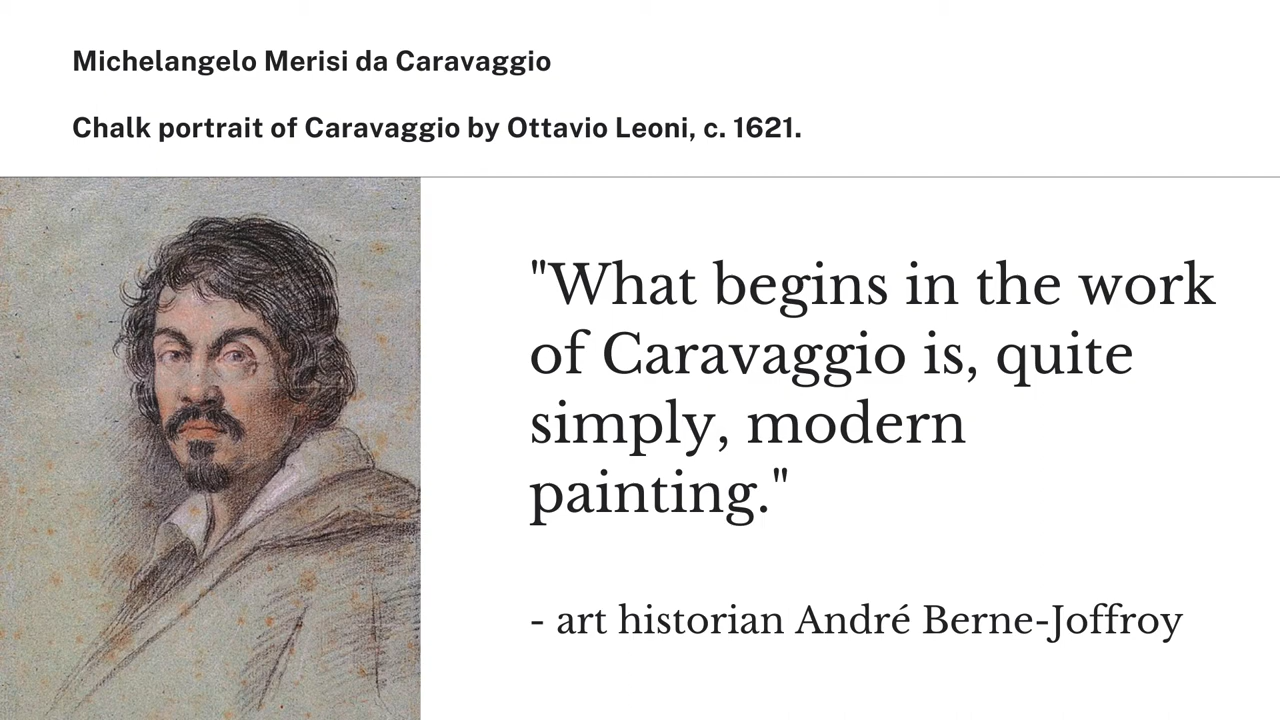 Michelangelo Merisi da Caravaggio
Chalk portrait of Caravaggio by Ottavio Leoni, c. 1621.
"What begins in the work
of Caravaggio is, quite
simply, modern
painting."
- art historian André Berne-Joffroy